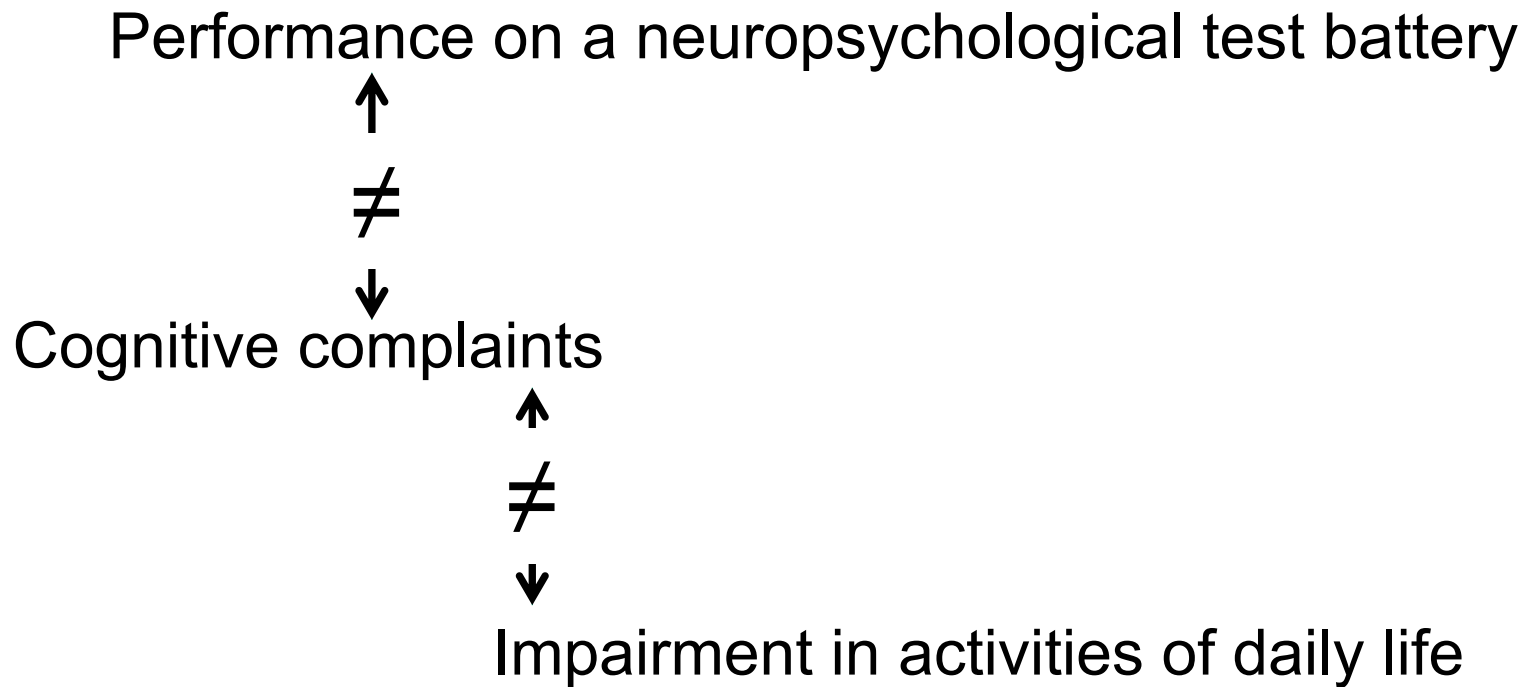 Performance on a neuropsychological test battery
≠
Cognitive complaints
≠
Impairment in activities of daily life